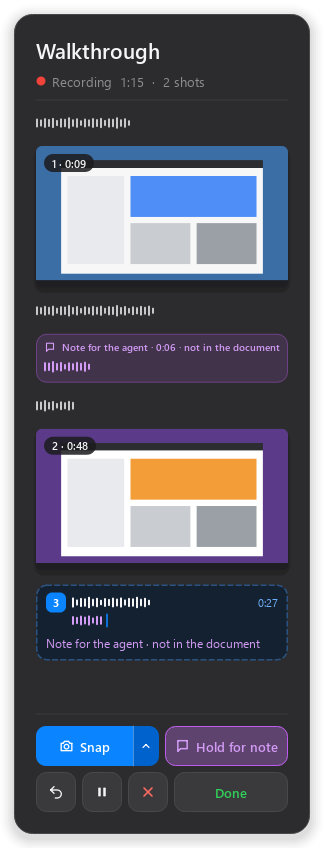 Walkthrough
Recording 1:15 · 2 shots
1 · 0:09
Note for the agent · 0:06 · not in the document
2 · 0:48
3 0:27
Note for the agent · not in the document
Snap Hold for note
Done